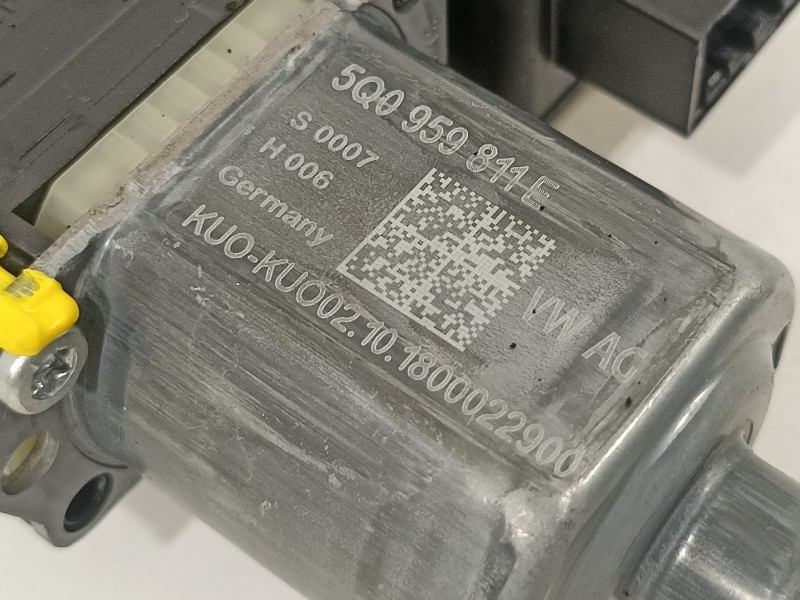 5Q0 959 811 E
S 0007
H 006
Germany
VW AG
KUO-KUO02.10.1800022900